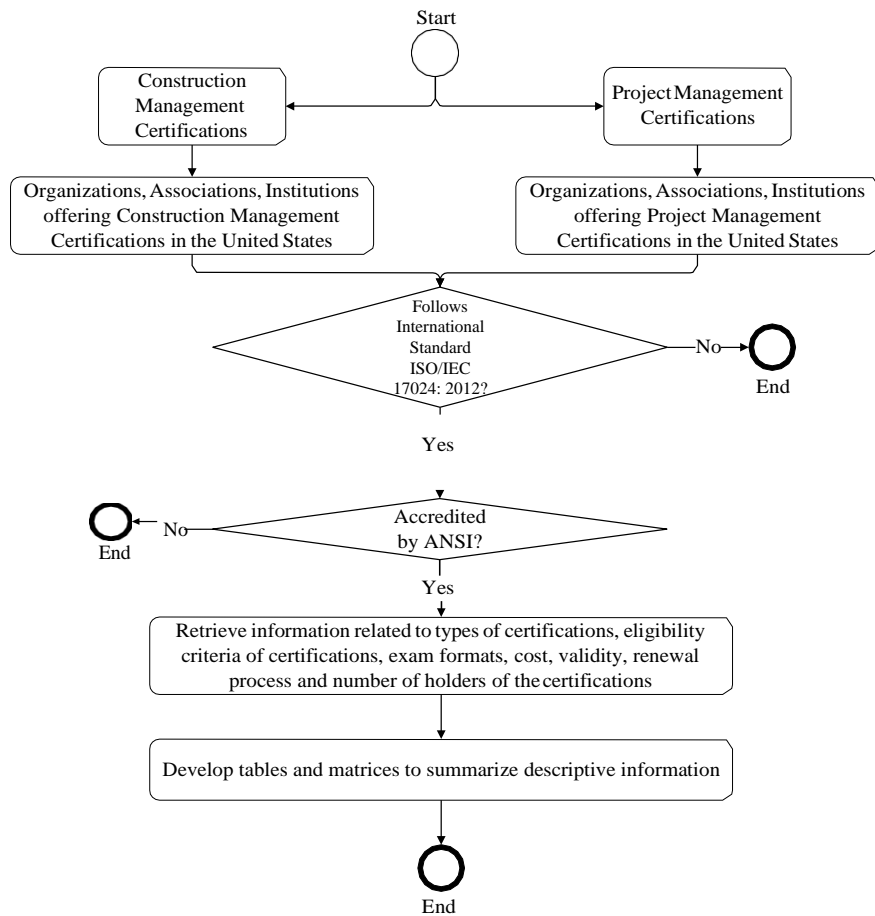 Start
Construction
Management
Certifications
Project Management
Certifications
Organizations, Associations, Institutions
offering Construction Management
Certifications in the United States
Organizations, Associations, Institutions
offering Project Management
Certifications in the United States
Follows
International
Standard
ISO/IEC
17024: 2012?
No
End
Yes
Accredited
by ANSI?
No
End
Yes
Retrieve information related to types of certifications, eligibility
criteria of certifications, exam formats, cost, validity, renewal
process and number of holders of the certifications
Develop tables and matrices to summarize descriptive information
End